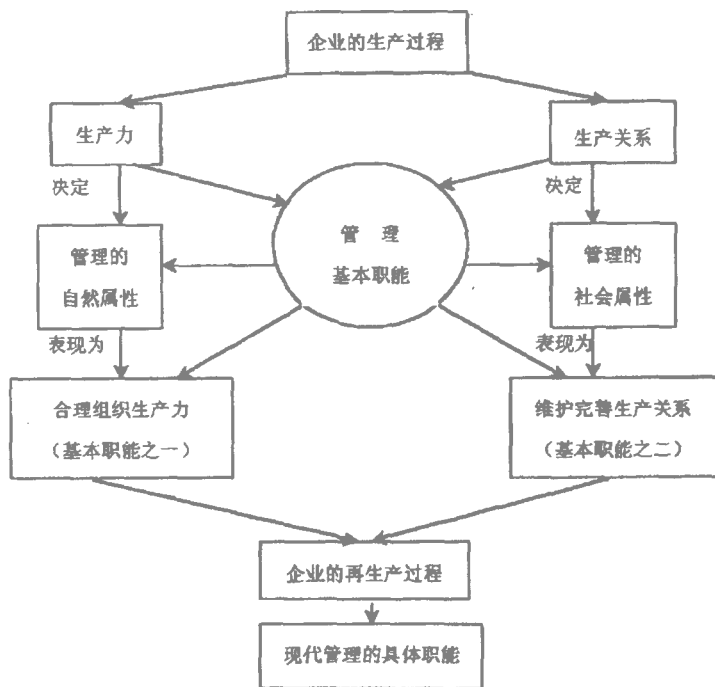 企业的生产过程
生产力
生产关系
决定
决定
管 理
基本职能
管理的
自然属性
管理的
社会属性
表现为
表现为
合理组织生产力
（基本职能之一）
维护完善生产关系
（基本职能之二）
企业的再生产过程
现代管理的具体职能